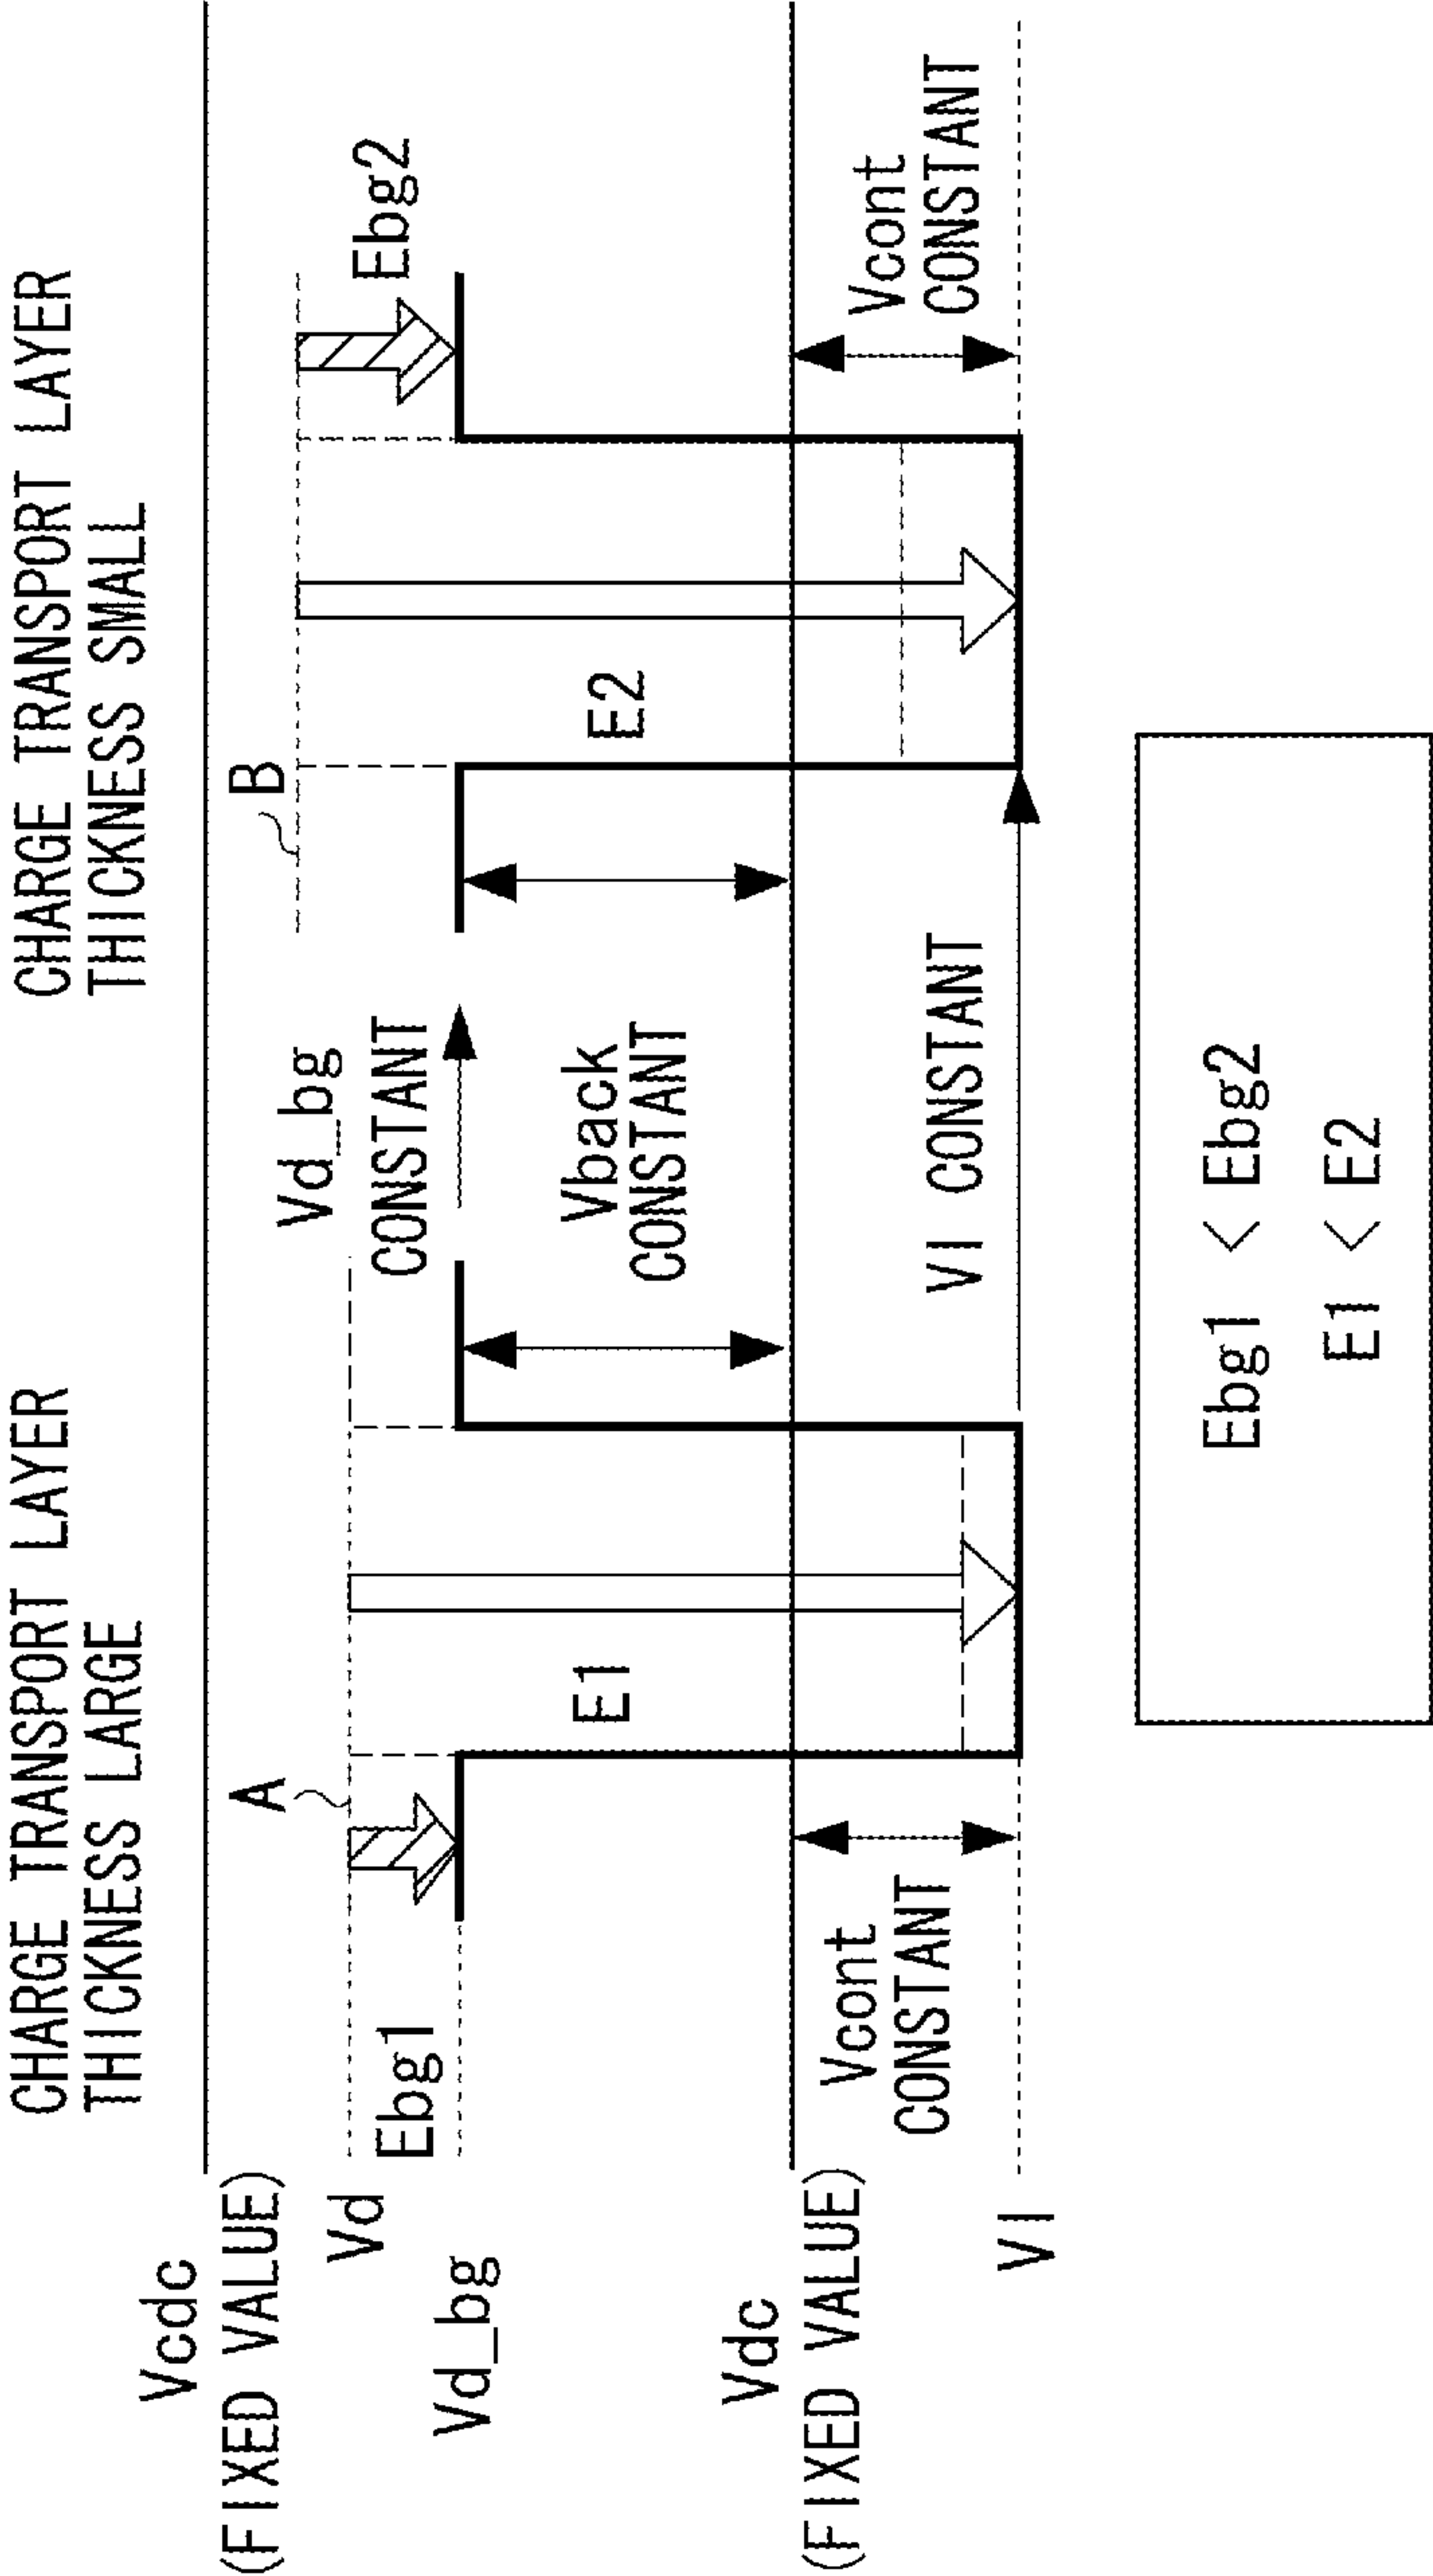 CHARGE TRANSPORT LAYER
THICKNESS LARGE
CHARGE TRANSPORT LAYER
THICKNESS SMALL
Vcdc
(FIXED VALUE)
A
B
Vd
Ebg1
Vd_bg
Vd_bg
CONSTANT
Ebg2
E1
Vback
CONSTANT
E2
Vdc
(FIXED VALUE)
Vcont
CONSTANT
Vcont
CONSTANT
Vl CONSTANT
Vl
Ebg1 < Ebg2
E1 < E2